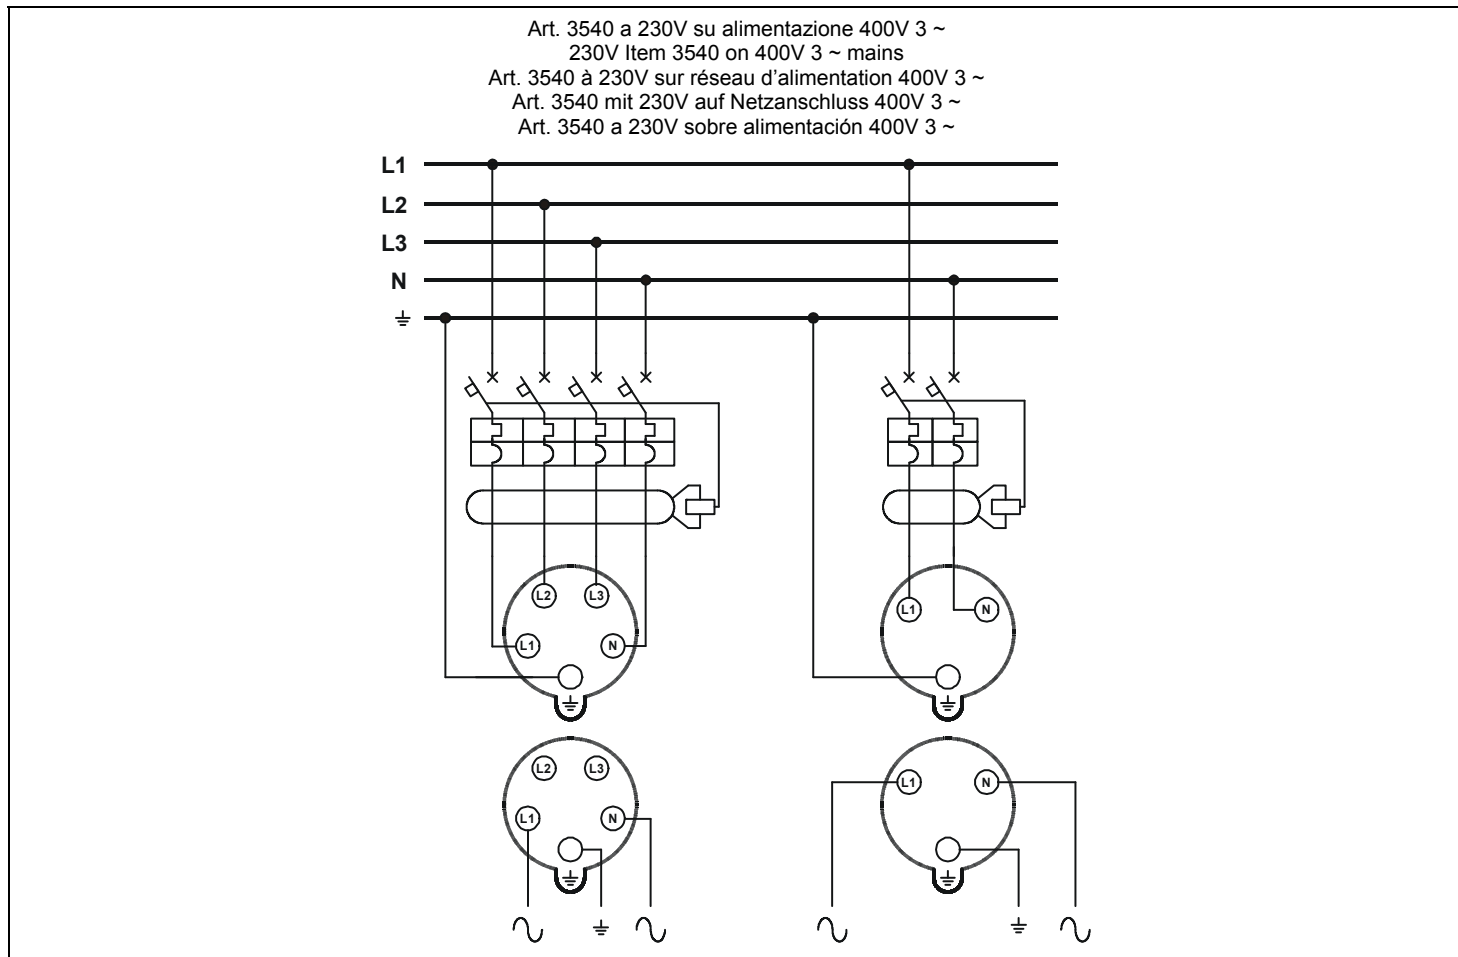 Art. 3540 a 230V su alimentazione 400V 3 ~
230V Item 3540 on 400V 3 ~ mains
Art. 3540 à 230V sur réseau d'alimentation 400V 3 ~
Art. 3540 mit 230V auf Netzanschluss 400V 3 ~
Art. 3540 a 230V sobre alimentación 400V 3 ~
L1
L2
L3
N
L2 L3
L1 N
L1 N
L2 L3
L1 N
L1 N